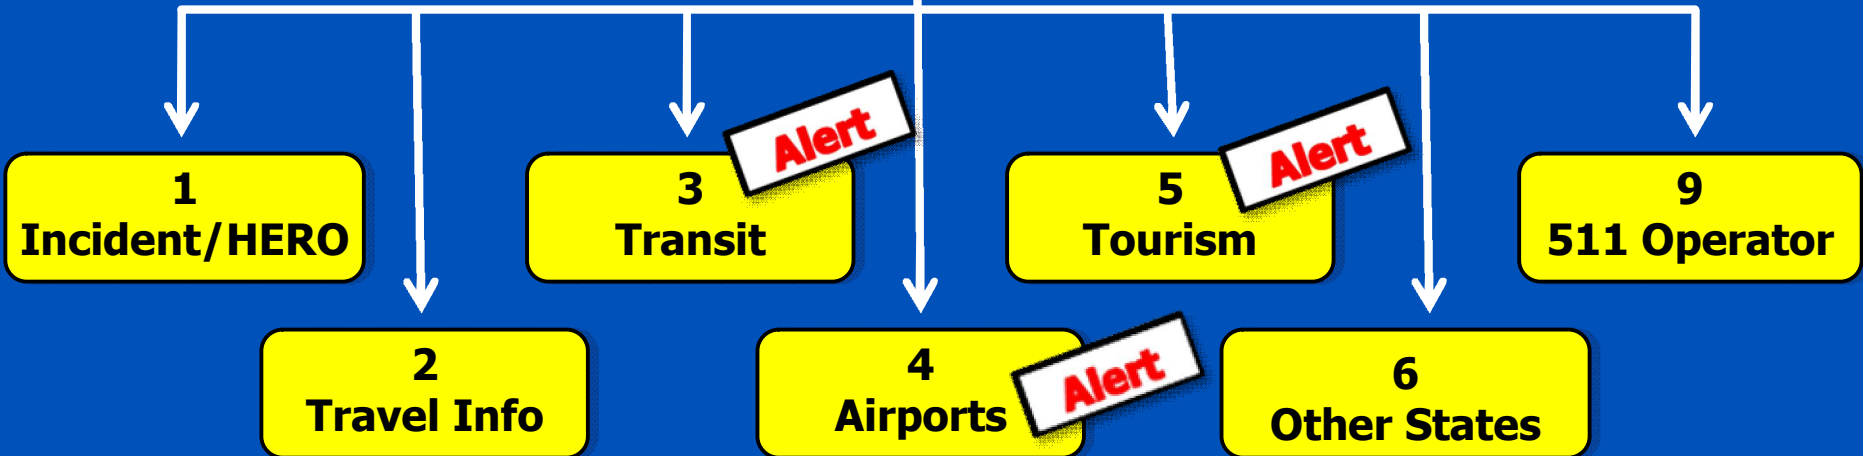 1
Incident/HERO
3
Transit
Alert
5
Tourism
Alert
9
511 Operator
2
Travel Info
4
Airports
Alert
6
Other States